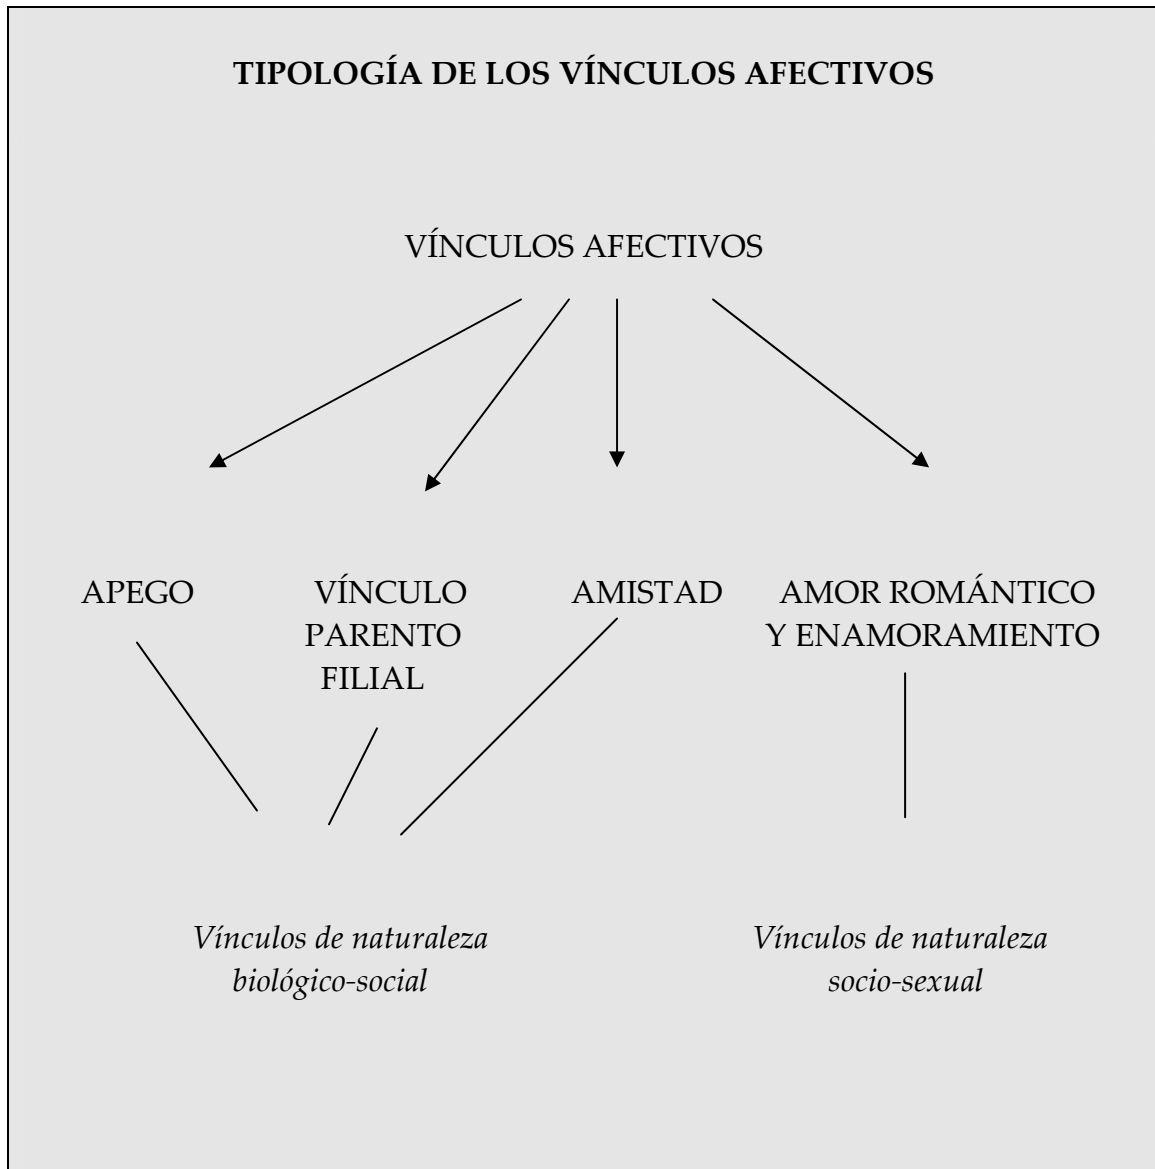 TIPOLOGÍA DE LOS VÍNCULOS AFECTIVOS
VÍNCULOS AFECTIVOS
APEGO
VÍNCULO
PARENTO
FILIAL
AMISTAD
AMOR ROMÁNTICO
Y ENAMORAMIENTO
Vínculos de naturaleza
biológico-social
Vínculos de naturaleza
socio-sexual